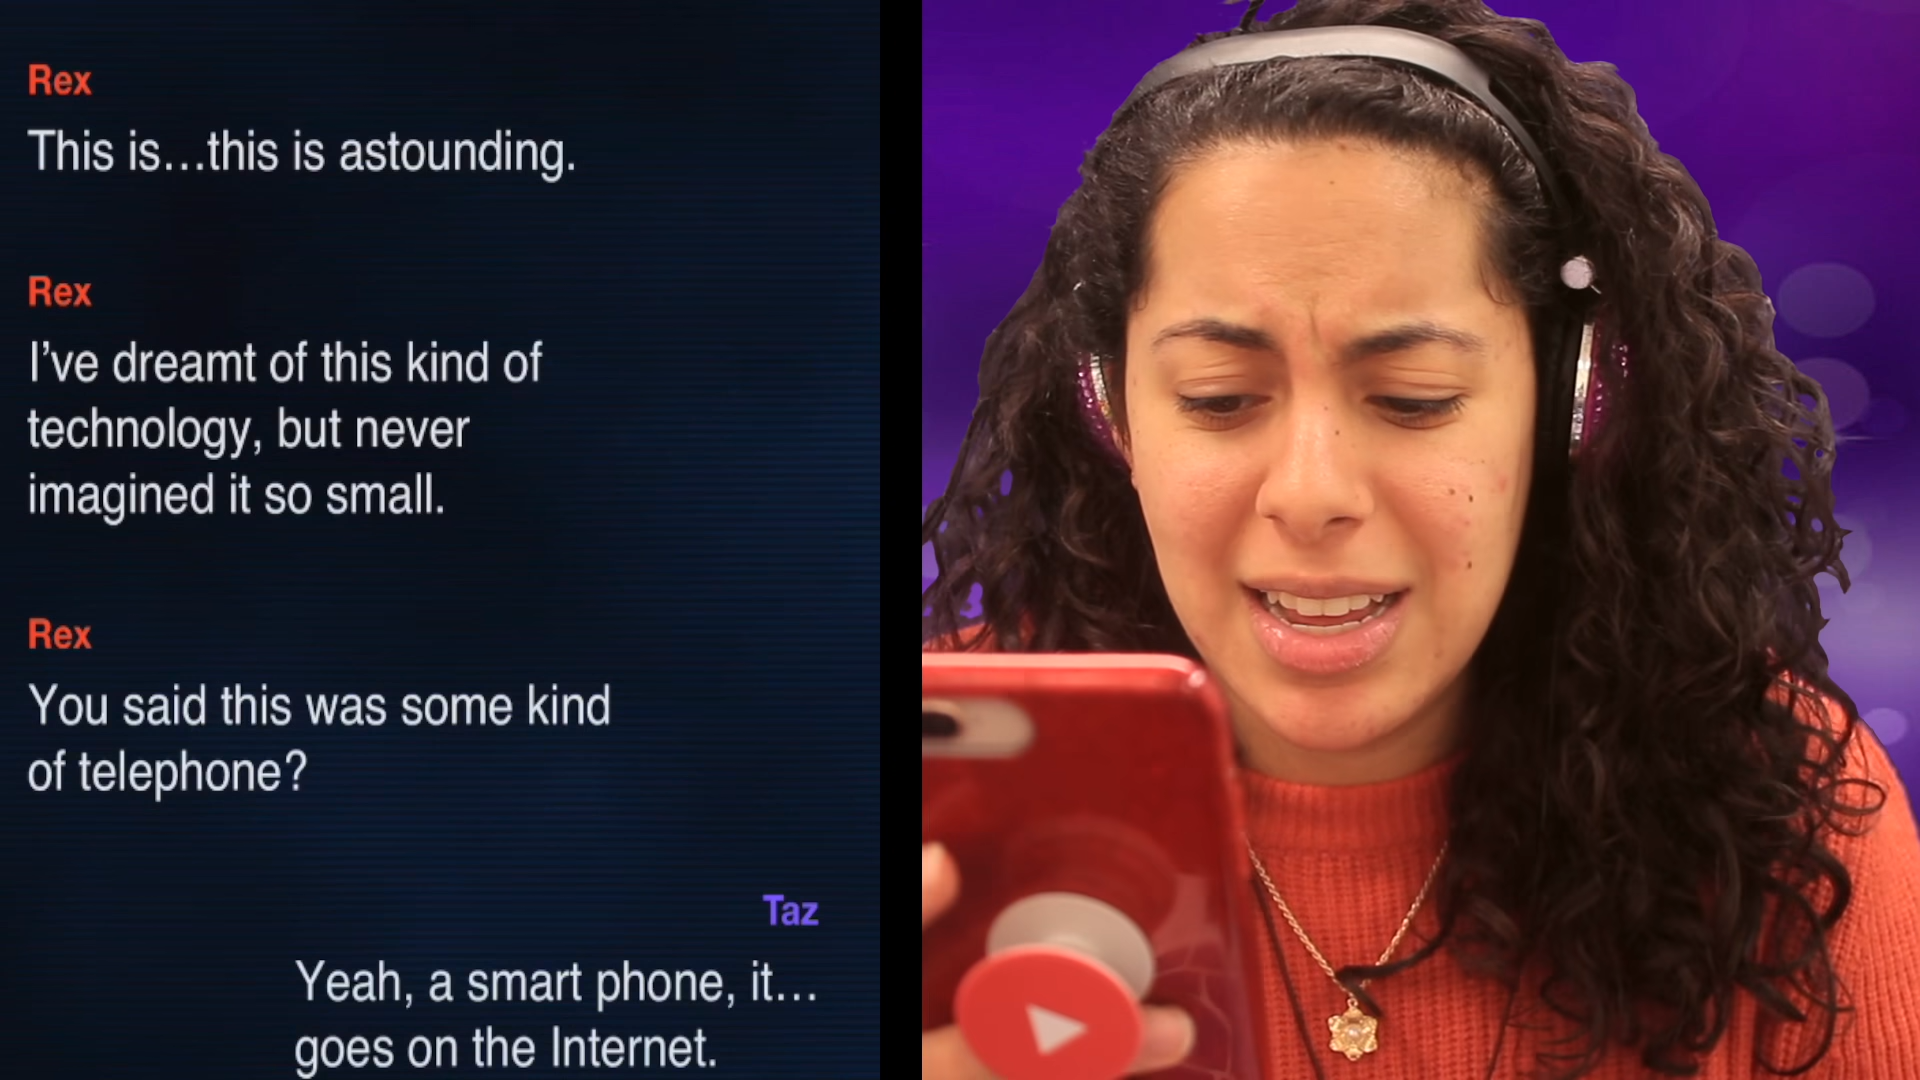 Rex
This is…this is astounding.
Rex
I’ve dreamt of this kind of
technology, but never
imagined it so small.
Rex
You said this was some kind
of telephone?
Taz
Yeah, a smart phone, it…
goes on the Internet.